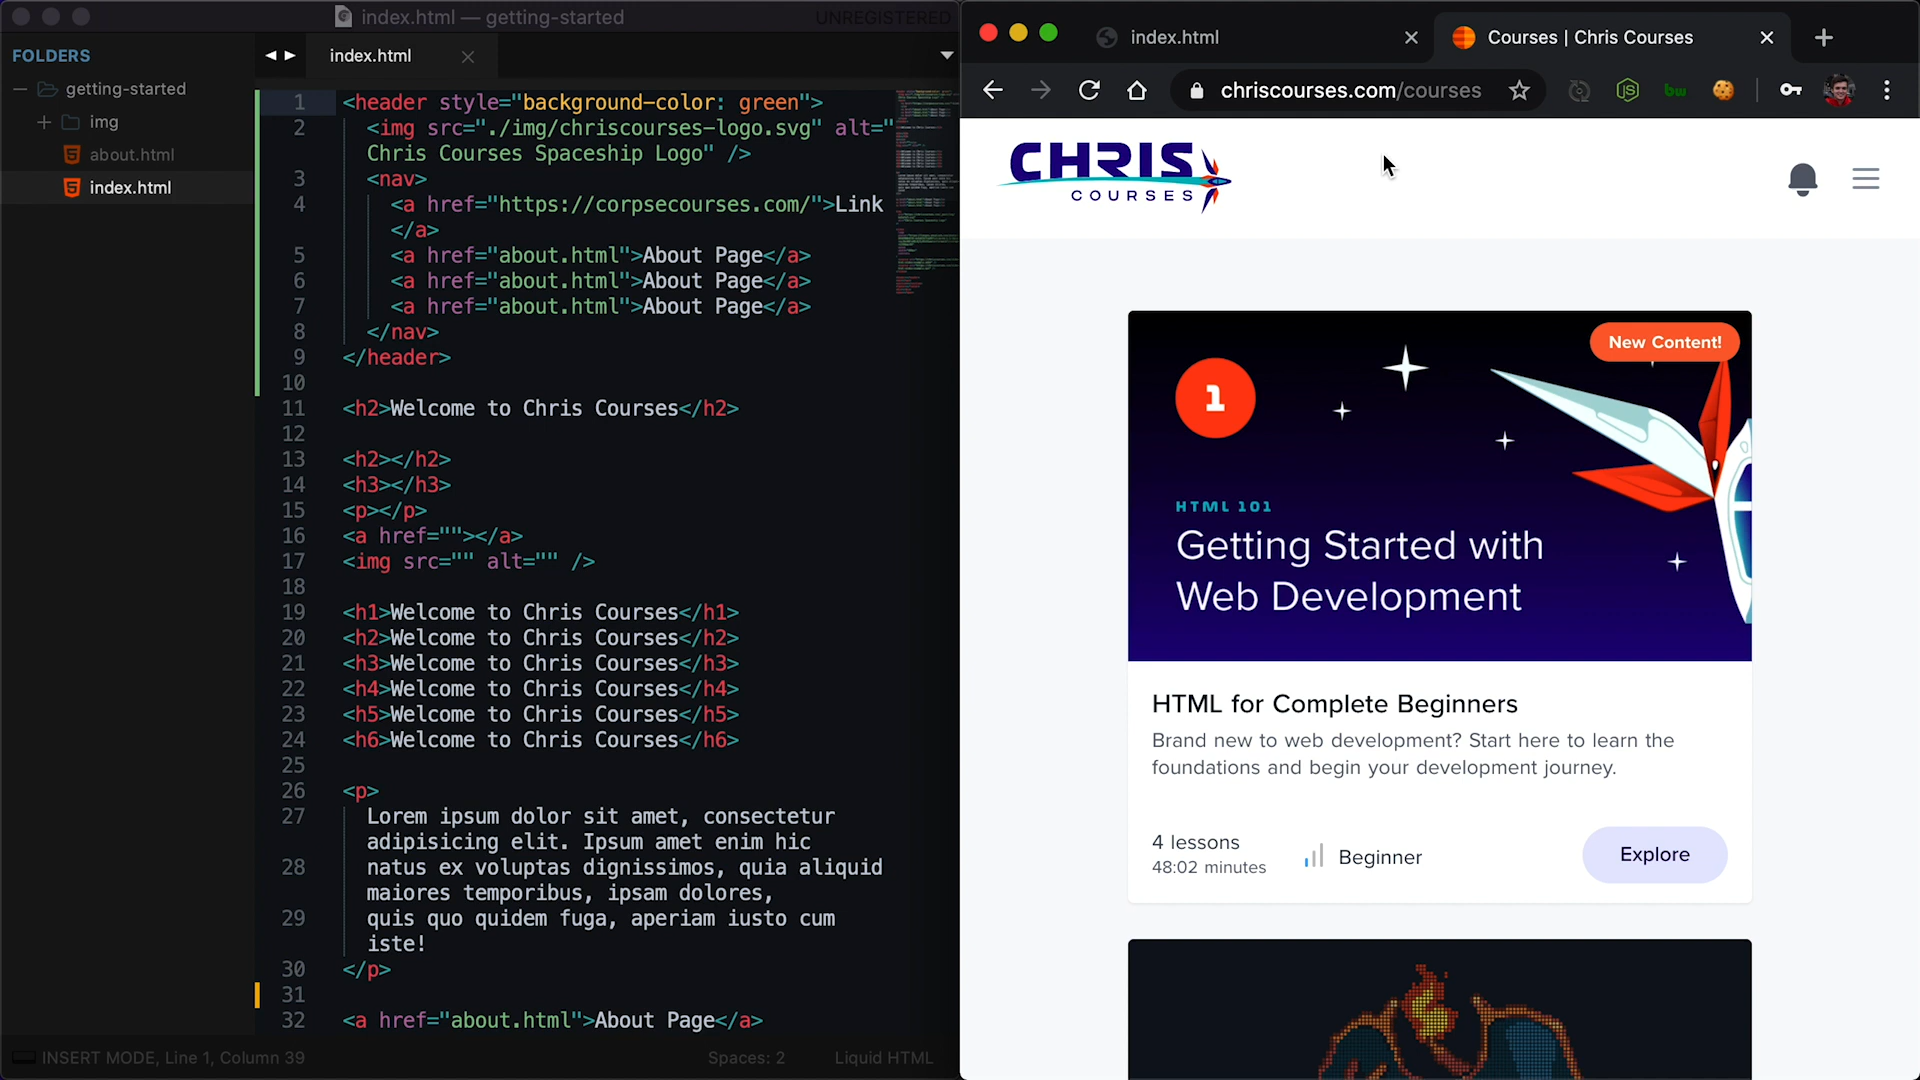 index.html — getting-started
UNREGISTERED
FOLDERS
getting-started
img
about.html
index.html
index.html
1 <header style="background-color: green">
2 <img src="./img/chriscourses-logo.svg" alt="
Chris Courses Spaceship Logo" />
3 <nav>
4 <a href="https://corpsecourses.com/">Link
</a>
5 <a href="about.html">About Page</a>
6 <a href="about.html">About Page</a>
7 <a href="about.html">About Page</a>
8 </nav>
9 </header>
10
11 <h2>Welcome to Chris Courses</h2>
12
13 <h2></h2>
14 <h3></h3>
15 <p></p>
16 <a href=""></a>
17 <img src="" alt="" />
18
19 <h1>Welcome to Chris Courses</h1>
20 <h2>Welcome to Chris Courses</h2>
21 <h3>Welcome to Chris Courses</h3>
22 <h4>Welcome to Chris Courses</h4>
23 <h5>Welcome to Chris Courses</h5>
24 <h6>Welcome to Chris Courses</h6>
25
26 <p>
27 Lorem ipsum dolor sit amet, consectetur
adipisicing elit. Ipsum amet enim hic
28 natus ex voluptas dignissimos, quia aliquid
maiores temporibus, ipsam dolores,
29 quis quo quidem fuga, aperiam iusto cum
iste!
30 </p>
31
32 <a href="about.html">About Page</a>
INSERT MODE, Line 1, Column 39
Spaces: 2
Liquid HTML
index.html
Courses | Chris Courses
chriscourses.com/courses
bw
CHRIS
COURSES
New Content!
1
HTML 101
Getting Started with
Web Development
HTML for Complete Beginners
Brand new to web development? Start here to learn the
foundations and begin your development journey.
4 lessons
48:02 minutes
Beginner
Explore